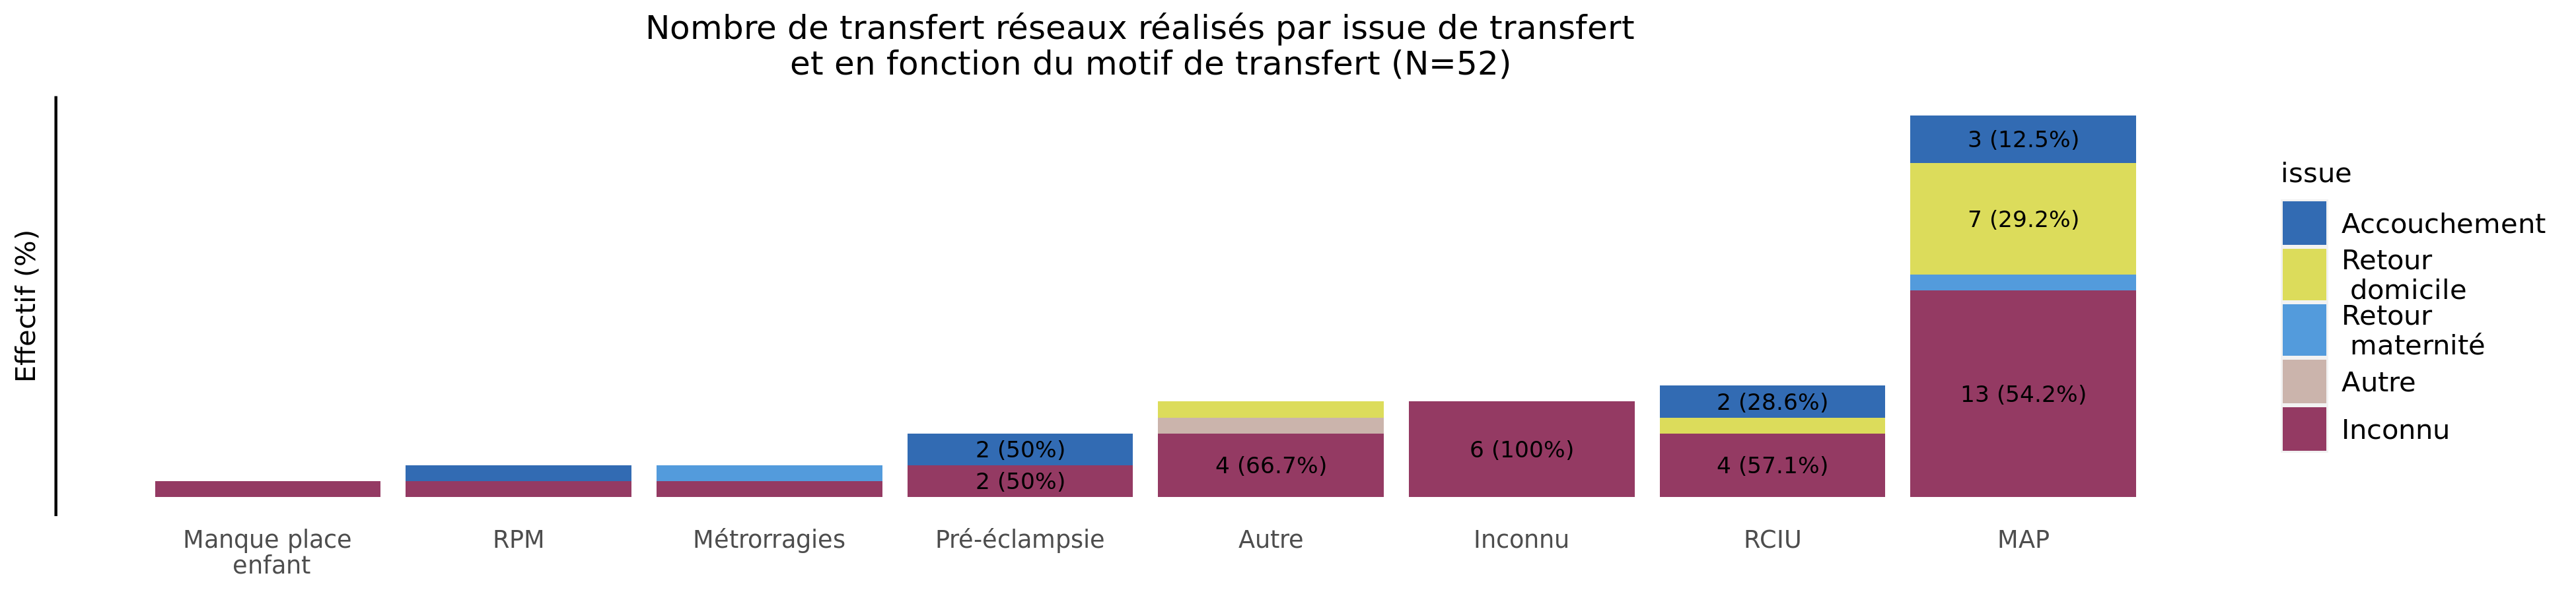 Nombre de transfert réseaux réalisés par issue de transfert
et en fonction du motif de transfert (N=52)
Effectif (%)
2 (50%)
2 (50%)
4 (66.7%)
6 (100%)
2 (28.6%)
4 (57.1%)
3 (12.5%)
7 (29.2%)
13 (54.2%)
Manque place
enfant
RPM
Métrorragies
Pré-éclampsie
Autre
Inconnu
RCIU
MAP
issue
Accouchement
Retour
domicile
Retour
maternité
Autre
Inconnu